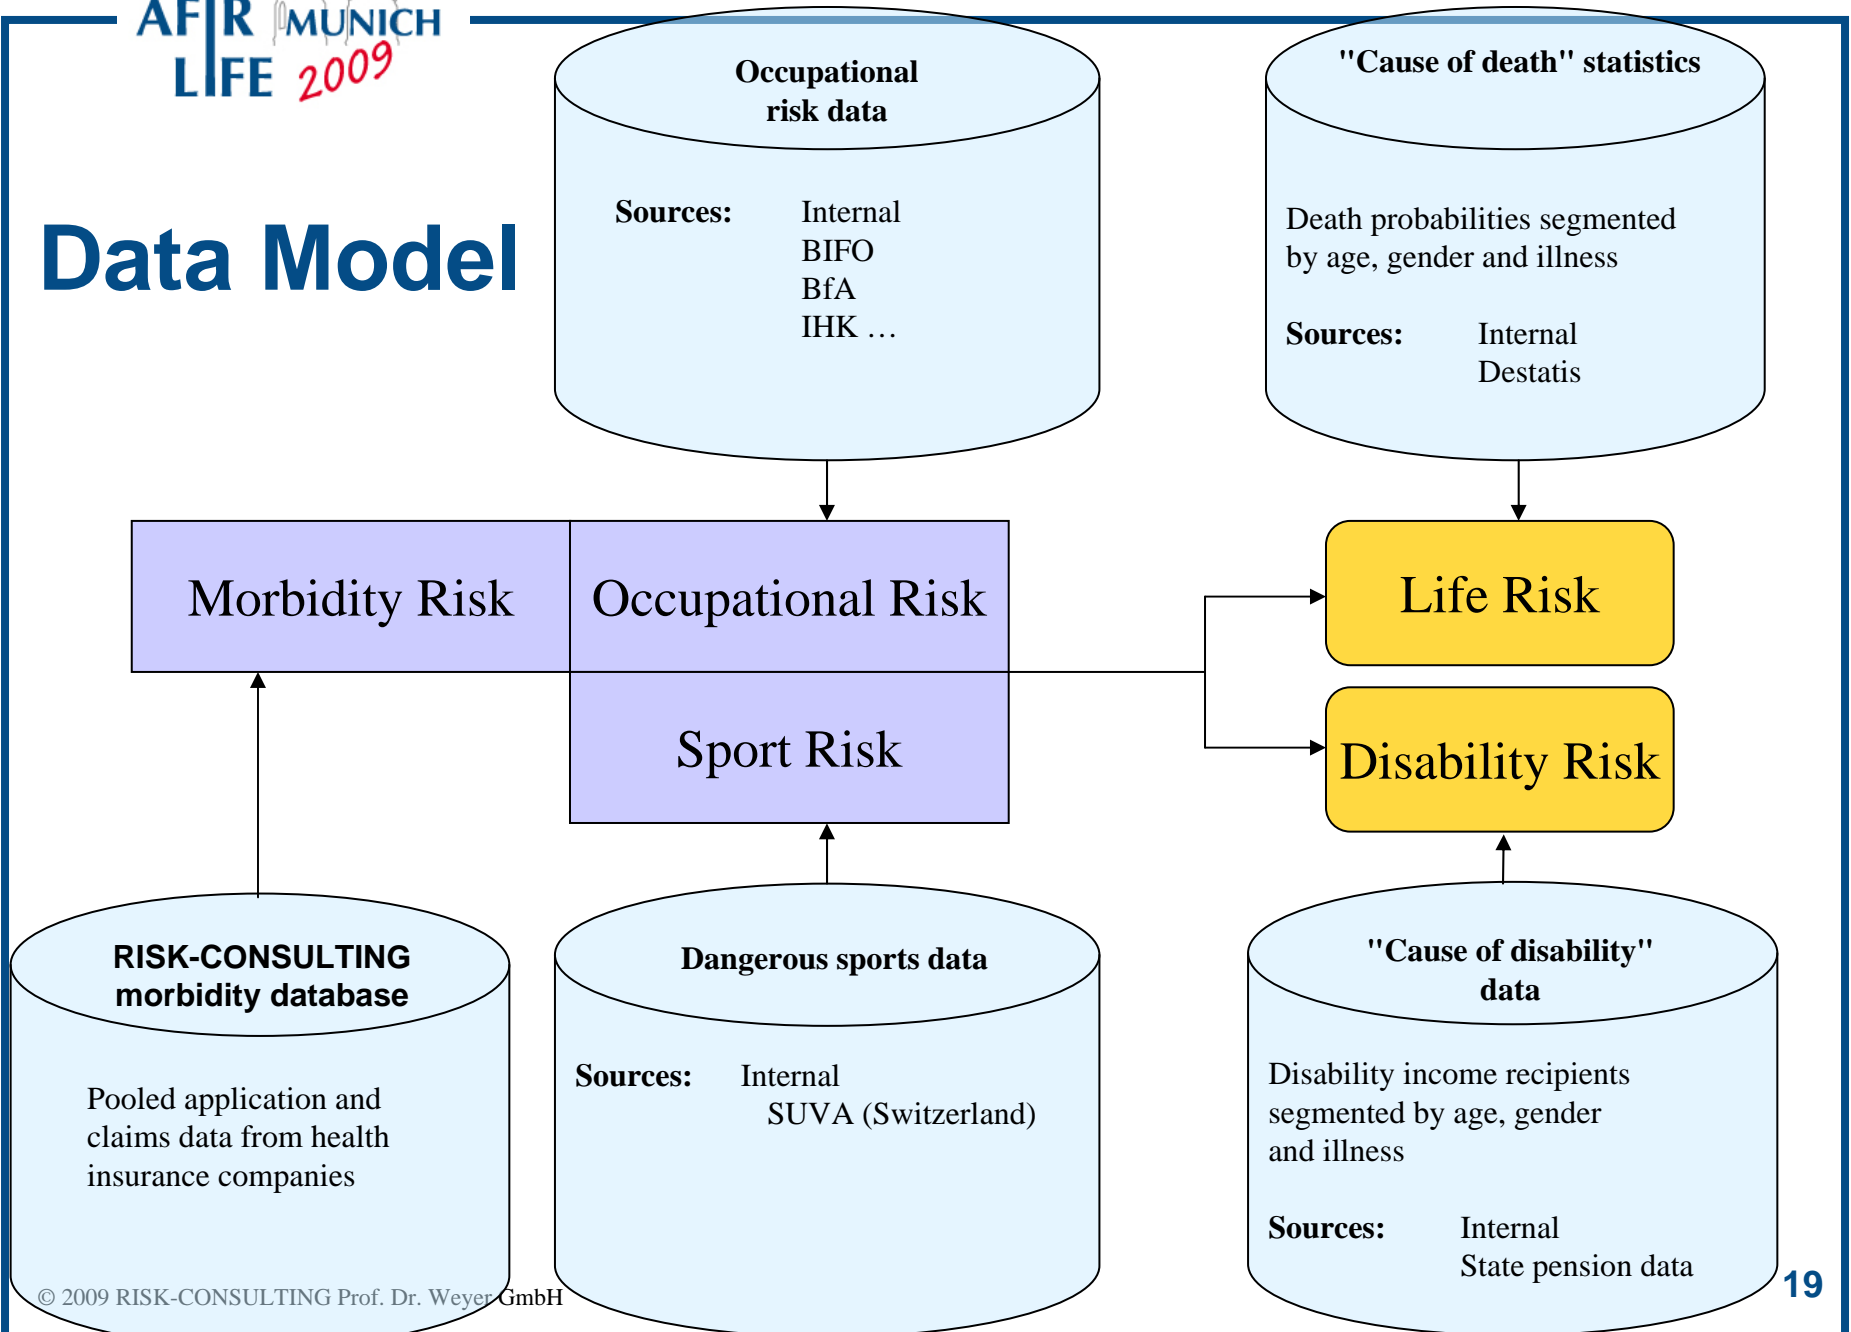 AFIR MUNICH
LIFE 2009
Data Model
Occupational
risk data
Sources: Internal
BIFO
BfA
IHK …
"Cause of death" statistics
Death probabilities segmented
by age, gender and illness
Sources: Internal
Destatis
Morbidity Risk
Occupational Risk
Sport Risk
Life Risk
Disability Risk
RISK-CONSULTING
morbidity database
Pooled application and
claims data from health
insurance companies
Dangerous sports data
Sources: Internal
SUVA (Switzerland)
"Cause of disability"
data
Disability income recipients
segmented by age, gender
and illness
Sources: Internal
State pension data
© 2009 RISK-CONSULTING Prof. Dr. Weyer GmbH
19